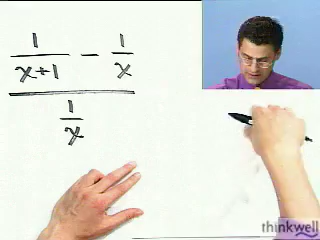 1/(x+1) − 1/x
1/x
thinkwell